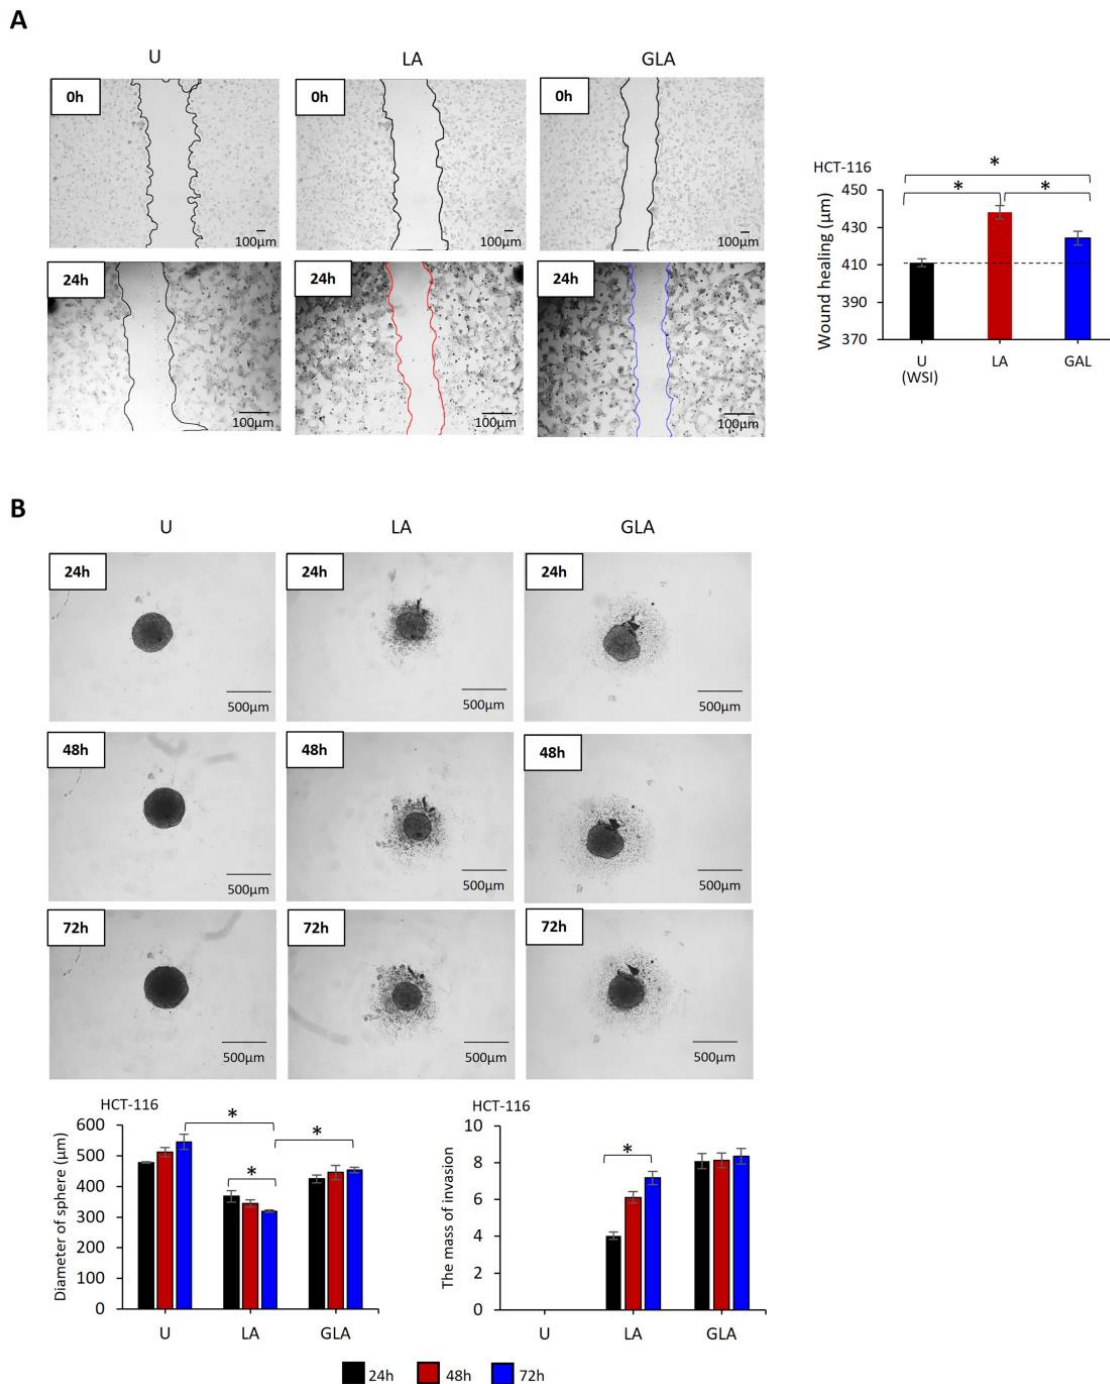 A
U
LA
GLA
0h
0h
0h
100µm
100µm
100µm
24h
24h
24h
100µm
100µm
100µm
HCT-116
*
*
*
Wound healing (µm)
450
430
410
390
370
U
(WSI)
LA
GAL
B
U
LA
GLA
24h
24h
24h
500µm
500µm
500µm
48h
48h
48h
500µm
500µm
500µm
72h
72h
72h
500µm
500µm
500µm
HCT-116
Diameter of sphere (µm)
600
500
400
300
200
100
0
*
*
*
U
LA
GLA
HCT-116
The mass of invasion
10
8
6
4
2
0
*
U
LA
GLA
24h
48h
72h